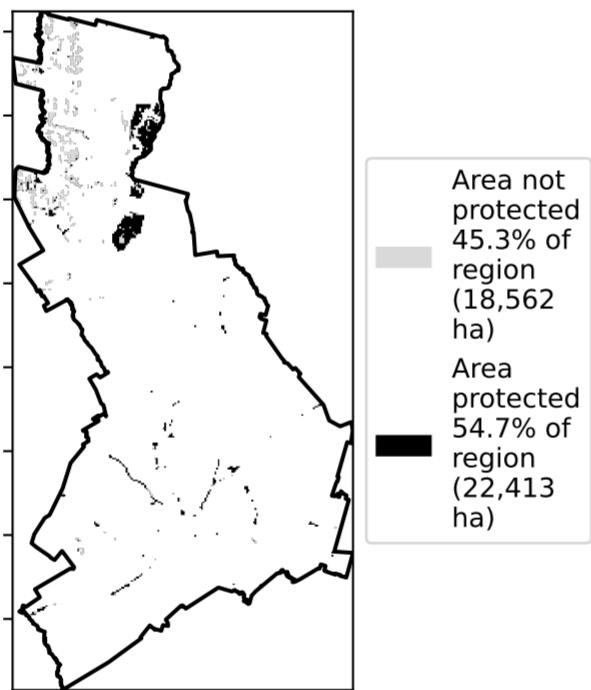 Area not
protected
45.3% of
region
(18,562
ha)
Area
protected
54.7% of
region
(22,413
ha)